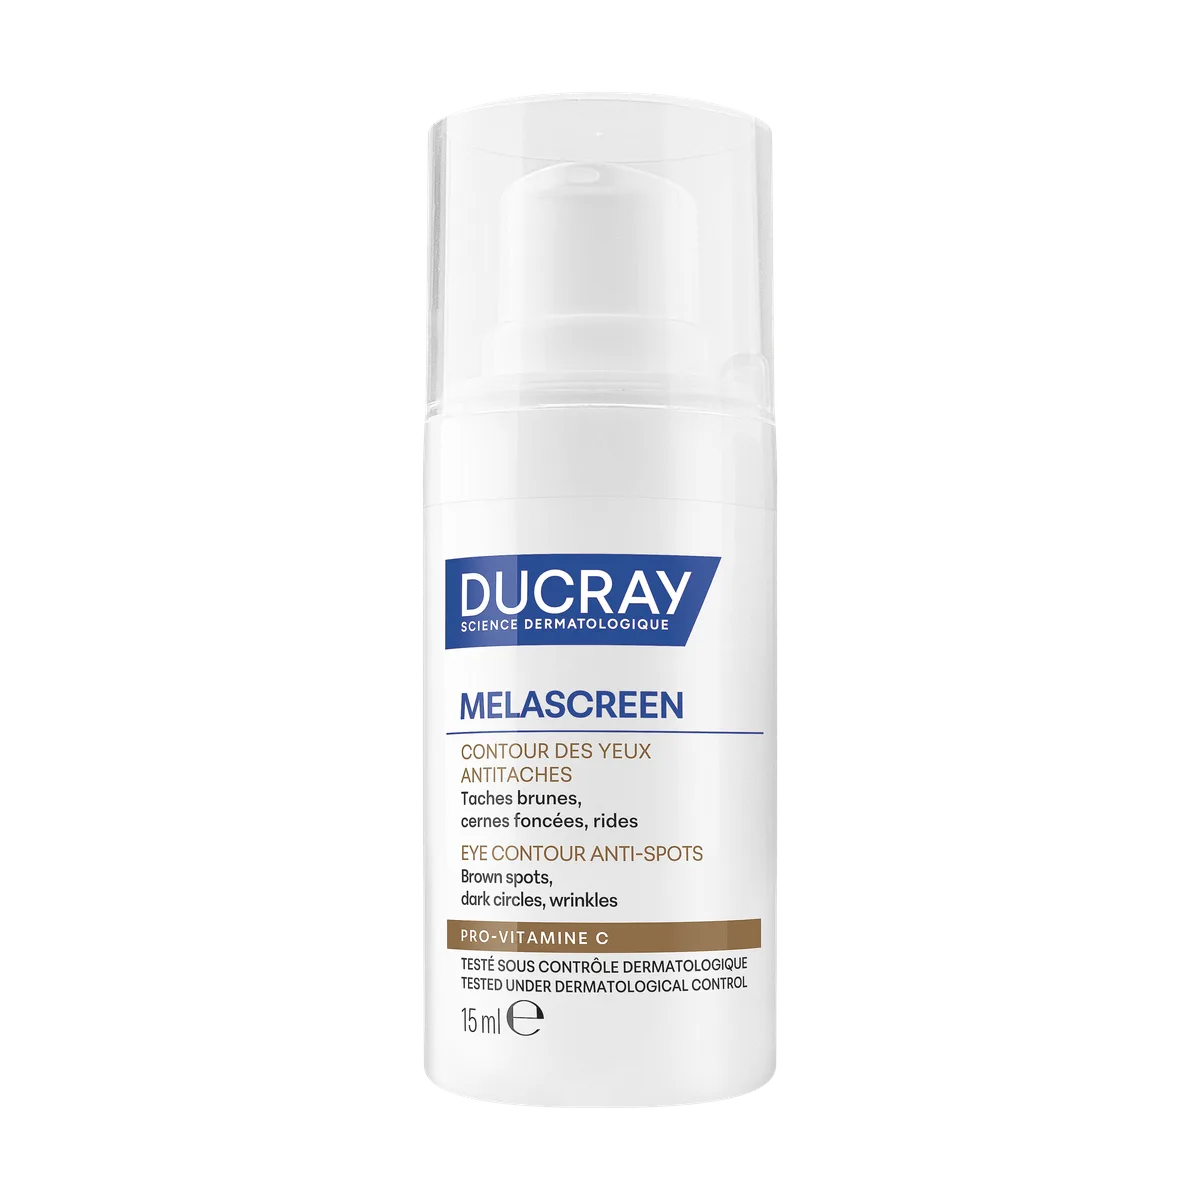 DUCRAY
SCIENCE DERMATOLOGIQUE
MELASCREEN
CONTOUR DES YEUX
ANTITACHES
Taches brunes,
cernes foncées, rides
EYE CONTOUR ANTI-SPOTS
Brown spots,
dark circles, wrinkles
PRO-VITAMINE C
TESTÉ SOUS CONTRÔLE DERMATOLOGIQUE
TESTED UNDER DERMATOLOGICAL CONTROL
15 ml ℮